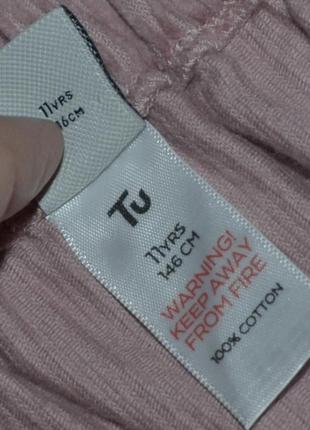 11YRS
146CM
Tu
11YRS
146 CM
WARNING!
KEEP AWAY
FROM FIRE
100% COTTON